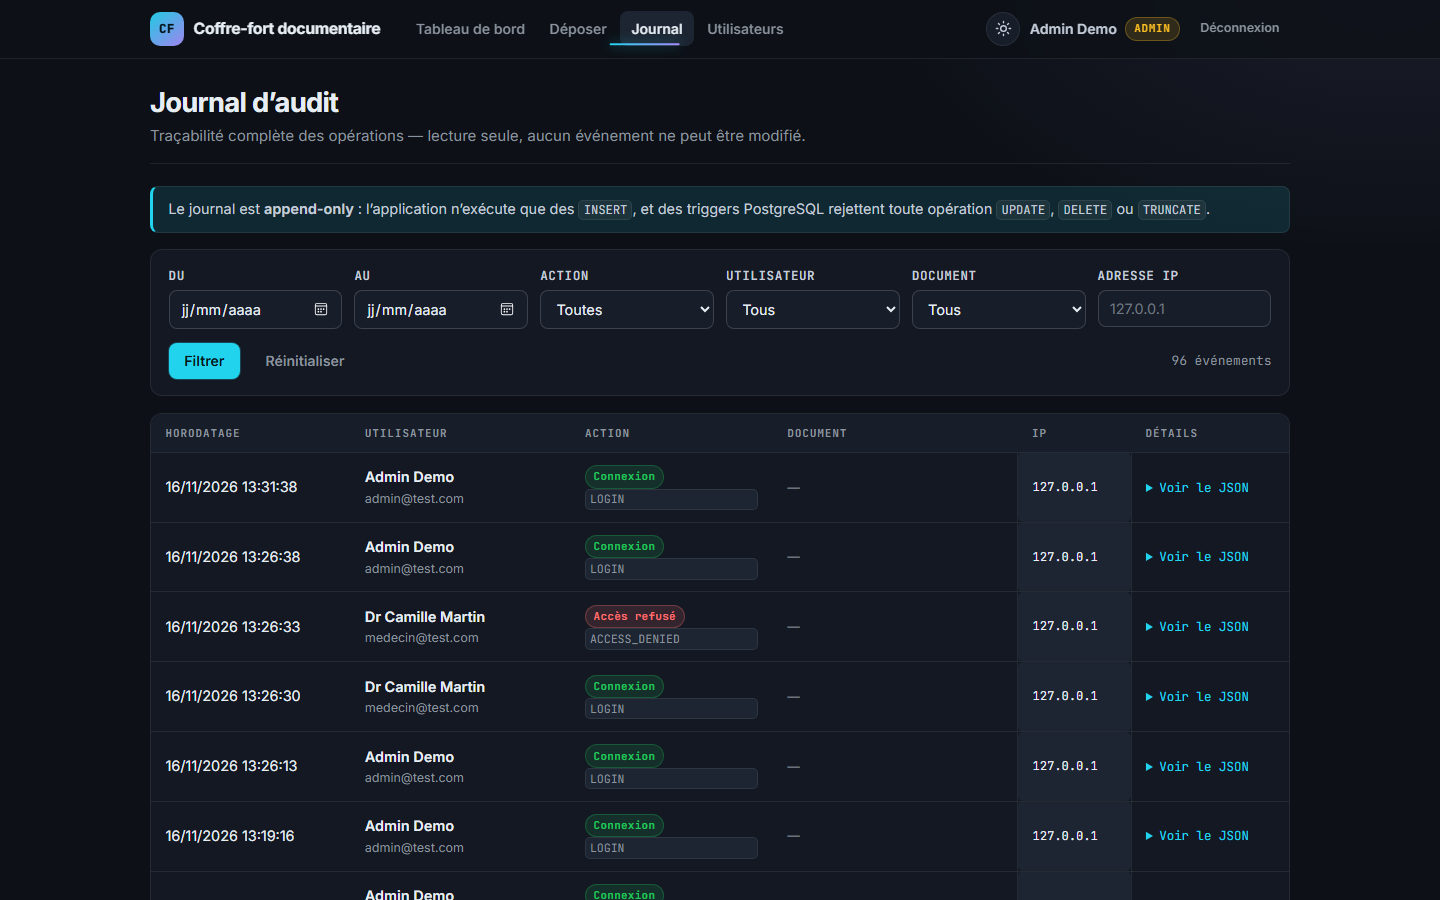 CF Coffre-fort documentaire Tableau de bord Déposer Journal Utilisateurs Admin Demo ADMIN Déconnexion
Journal d’audit
Traçabilité complète des opérations — lecture seule, aucun événement ne peut être modifié.
Le journal est append-only : l’application n’exécute que des INSERT, et des triggers PostgreSQL rejettent toute opération UPDATE, DELETE ou TRUNCATE.
DU AU ACTION UTILISATEUR DOCUMENT ADRESSE IP
jj/mm/aaaa jj/mm/aaaa Toutes Tous Tous 127.0.0.1
Filtrer Réinitialiser 96 événements
HORODATAGE UTILISATEUR ACTION DOCUMENT IP DÉTAILS
16/11/2026 13:31:38 Admin Demo Connexion — 127.0.0.1 Voir le JSON
admin@test.com LOGIN
16/11/2026 13:26:38 Admin Demo Connexion — 127.0.0.1 Voir le JSON
admin@test.com LOGIN
16/11/2026 13:26:33 Dr Camille Martin Accès refusé — 127.0.0.1 Voir le JSON
medecin@test.com ACCESS_DENIED
16/11/2026 13:26:30 Dr Camille Martin Connexion — 127.0.0.1 Voir le JSON
medecin@test.com LOGIN
16/11/2026 13:26:13 Admin Demo Connexion — 127.0.0.1 Voir le JSON
admin@test.com LOGIN
16/11/2026 13:19:16 Admin Demo Connexion — 127.0.0.1 Voir le JSON
admin@test.com LOGIN
Admin Demo Connexion